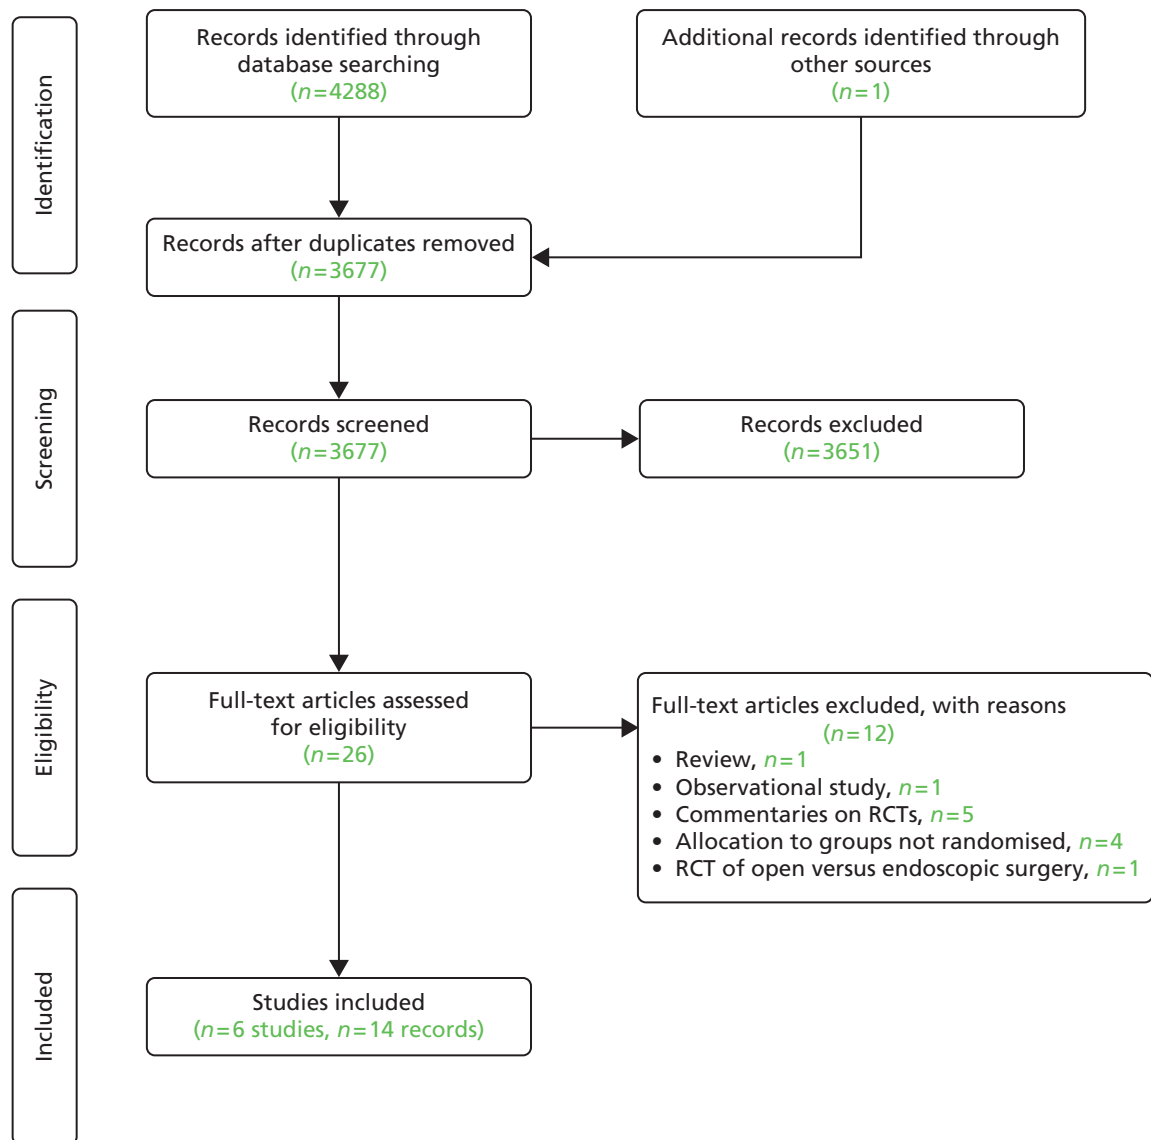 Identification
Records identified through
database searching
(n=4288)
Additional records identified through
other sources
(n=1)
Records after duplicates removed
(n=3677)
Screening
Records screened
(n=3677)
Records excluded
(n=3651)
Eligibility
Full-text articles assessed
for eligibility
(n=26)
Full-text articles excluded, with reasons
(n=12)
• Review, n=1
• Observational study, n=1
• Commentaries on RCTs, n=5
• Allocation to groups not randomised, n=4
• RCT of open versus endoscopic surgery, n=1
Included
Studies included
(n=6 studies, n=14 records)